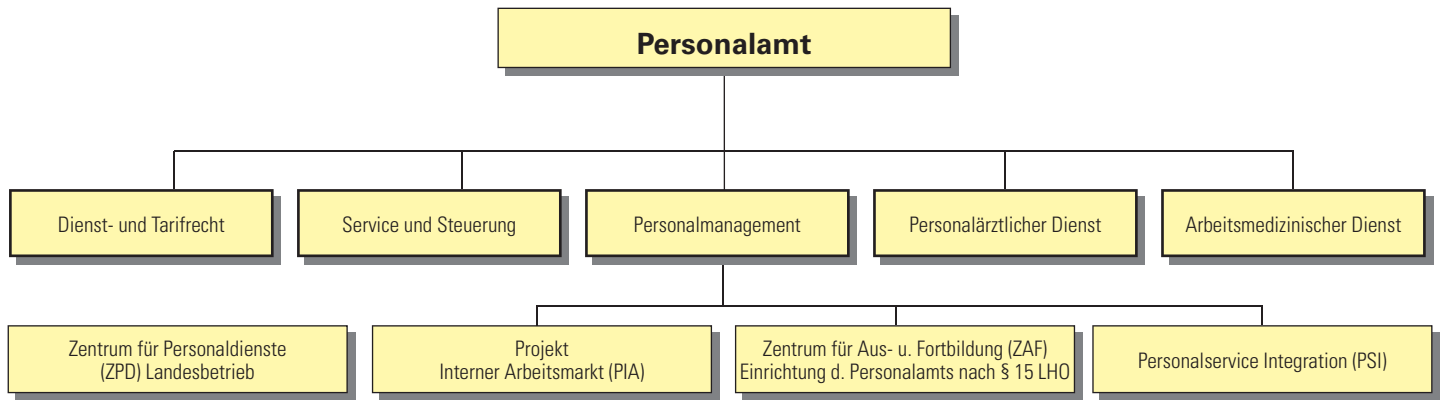 Personalamt
Dienst- und Tarifrecht
Service und Steuerung
Personalmanagement
Personalärztlicher Dienst
Arbeitsmedizinischer Dienst
Zentrum für Personaldienste
(ZPD) Landesbetrieb
Projekt
Interner Arbeitsmarkt (PIA)
Zentrum für Aus- u. Fortbildung (ZAF)
Einrichtung d. Personalamts nach § 15 LHO
Personalservice Integration (PSI)